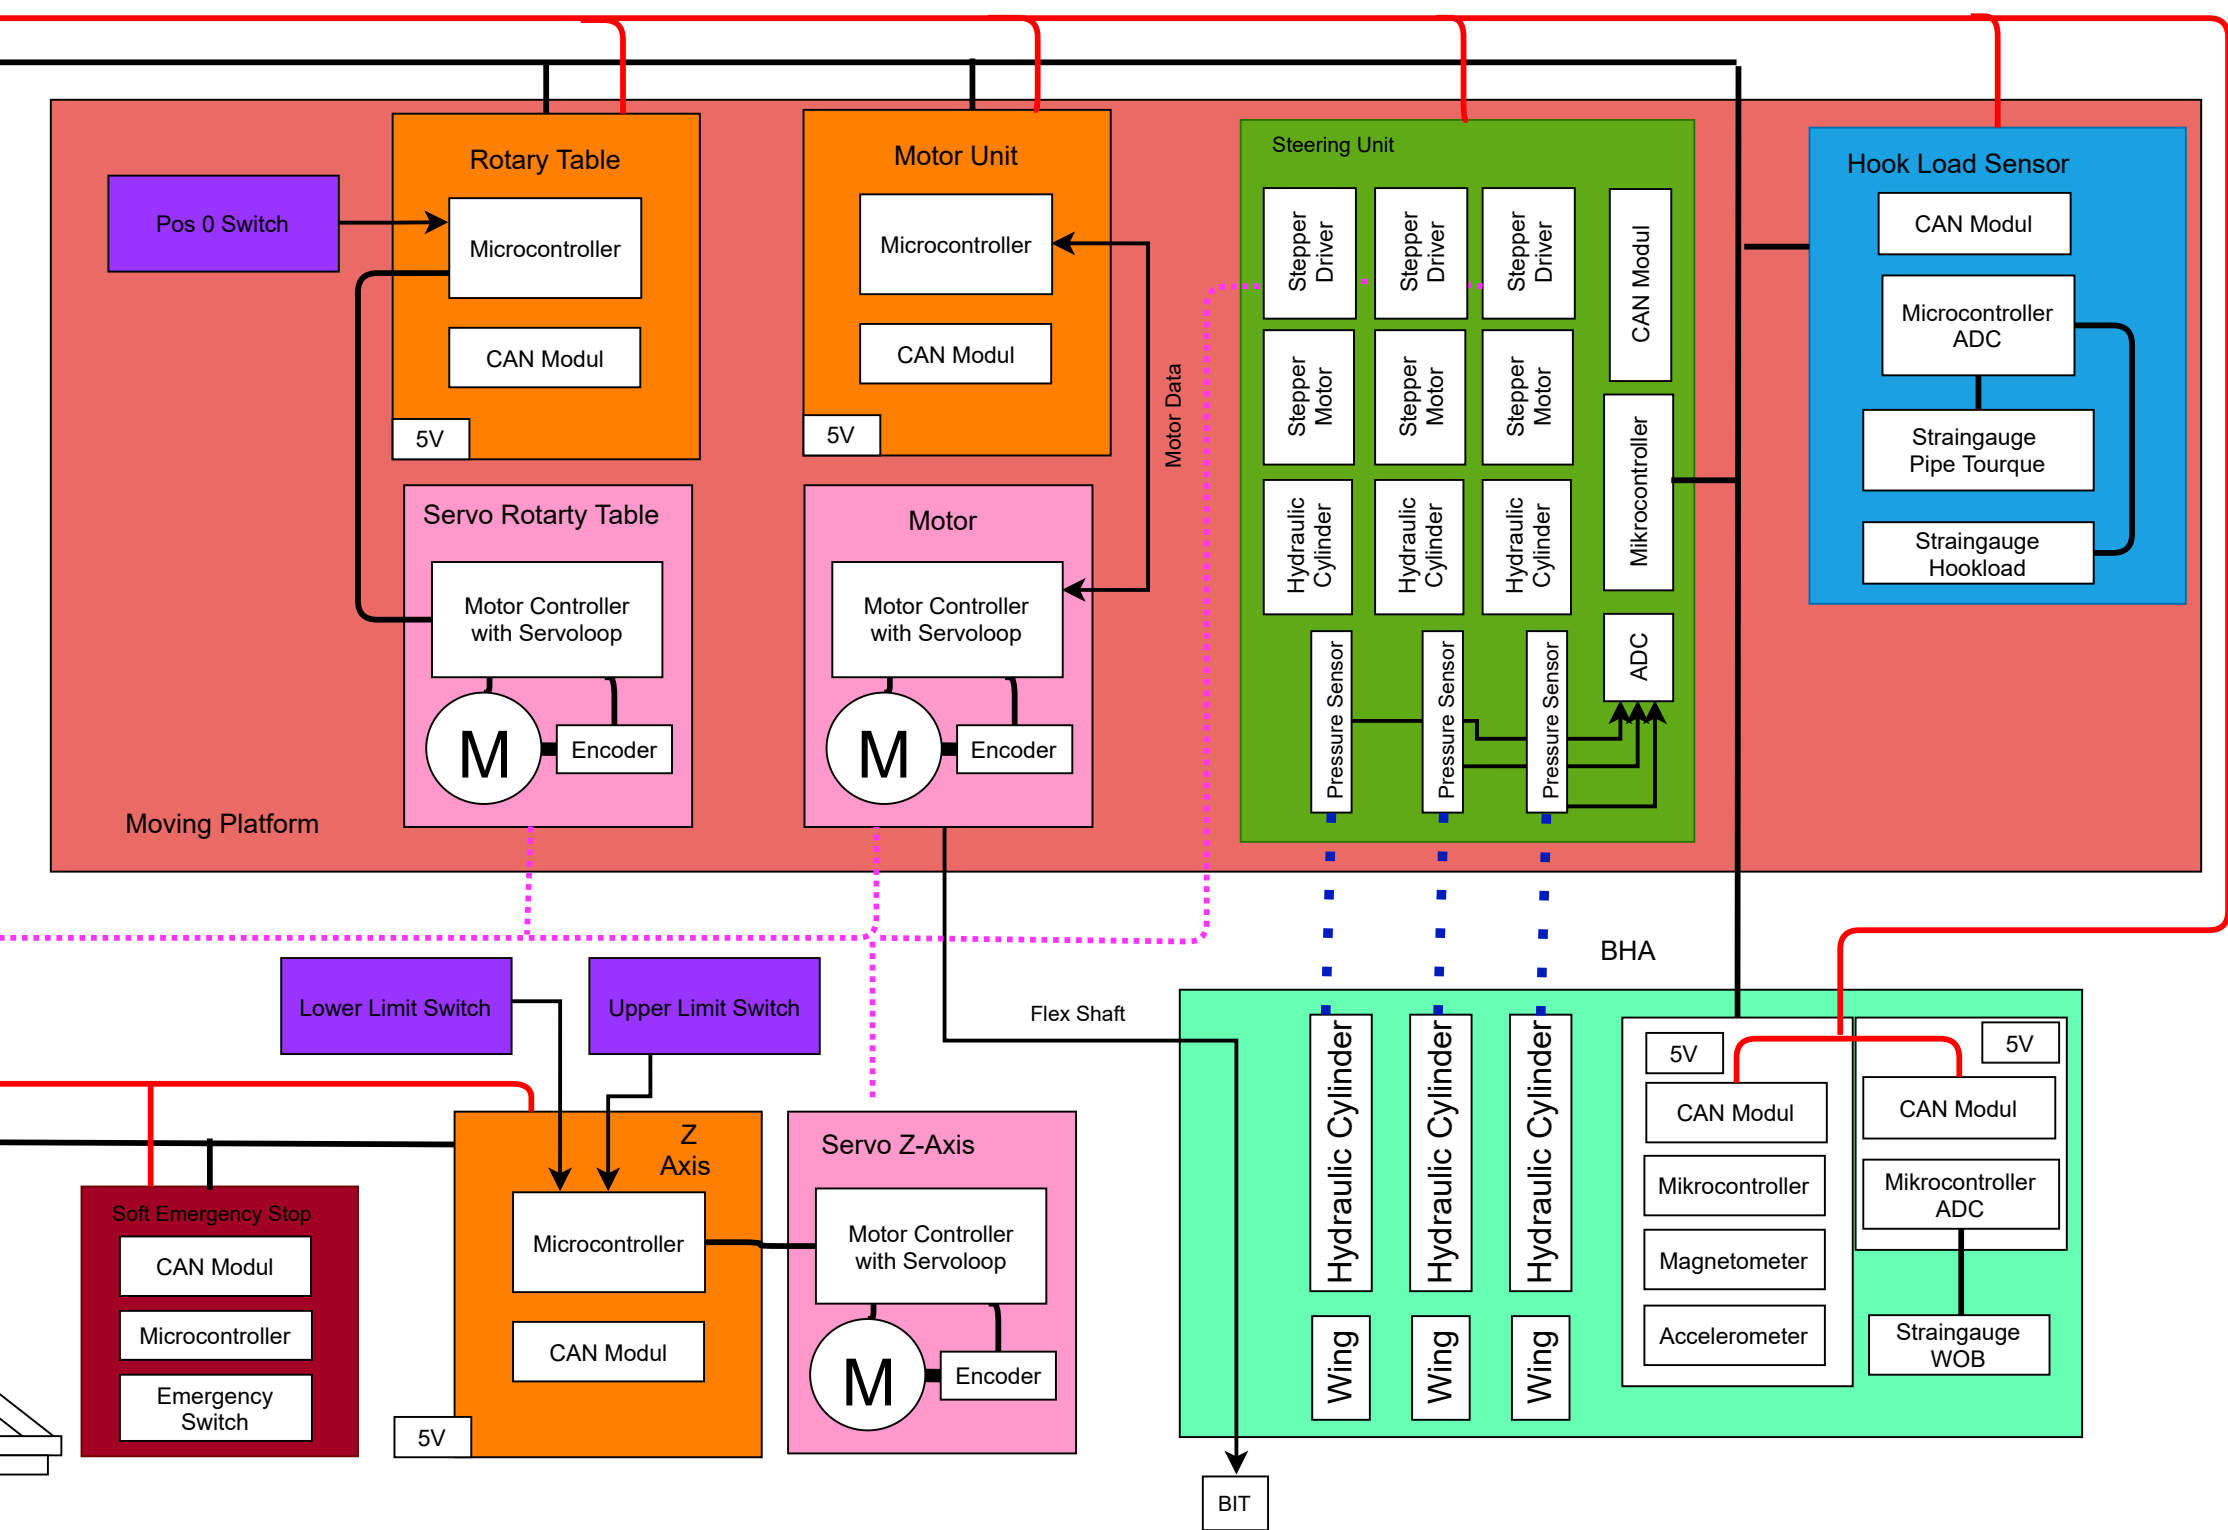 Rotary Table
Pos 0 Switch
Microcontroller
CAN Modul
5V
Servo Rotarty Table
Motor Controller
with Servoloop
M
Encoder
Moving Platform
Motor Unit
Microcontroller
CAN Modul
5V
Motor Data
Motor
Motor Controller
with Servoloop
M
Encoder
Steering Unit
Stepper
Driver
Stepper
Driver
Stepper
Driver
CAN Modul
Stepper
Motor
Stepper
Motor
Stepper
Motor
Mikrocontroller
Hydraulic
Cylinder
Hydraulic
Cylinder
Hydraulic
Cylinder
ADC
Pressure Sensor
Pressure Sensor
Pressure Sensor
Hook Load Sensor
CAN Modul
Microcontroller
ADC
Straingauge
Pipe Tourque
Straingauge
Hookload
Lower Limit Switch
Upper Limit Switch
Flex Shaft
BHA
Soft Emergency Stop
CAN Modul
Microcontroller
Emergency
Switch
Z
Axis
Microcontroller
CAN Modul
5V
Servo Z-Axis
Motor Controller
with Servoloop
M
Encoder
Hydraulic Cylinder
Hydraulic Cylinder
Hydraulic Cylinder
Wing
Wing
Wing
5V
CAN Modul
Mikrocontroller
Magnetometer
Accelerometer
5V
CAN Modul
Mikrocontroller
ADC
Straingauge
WOB
BIT